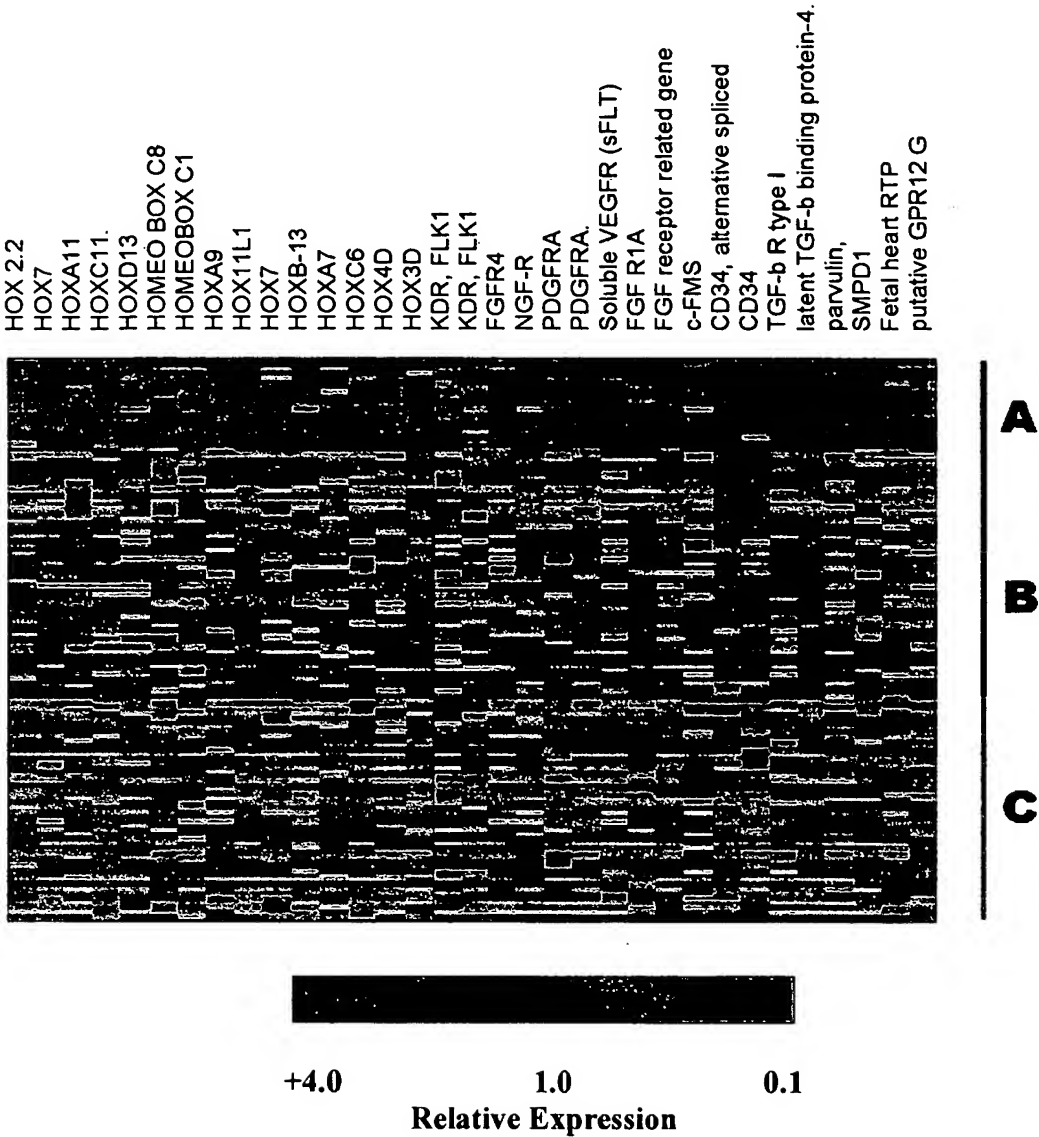 HOX 2.2
HOX7
HOXA11
HOXC11.
HOXD13
HOMEO BOX C8
HOMEOBOX C1
HOXA9
HOX11L1
HOX7
HOXB-13
HOXA7
HOXC6
HOX4D
HOX3D
KDR, FLK1
KDR, FLK1
FGFR4
NGF-R
PDGFRA
PDGFRA.
Soluble VEGFR (sFLT)
FGF R1A
FGF receptor related gene
c-FMS
CD34, alternative spliced
CD34
TGF-b R type I
latent TGF-b binding protein-4.
parvulin,
SMPD1
Fetal heart RTP
putative GPR12 G
A
B
C
+4.0 1.0 0.1
Relative Expression